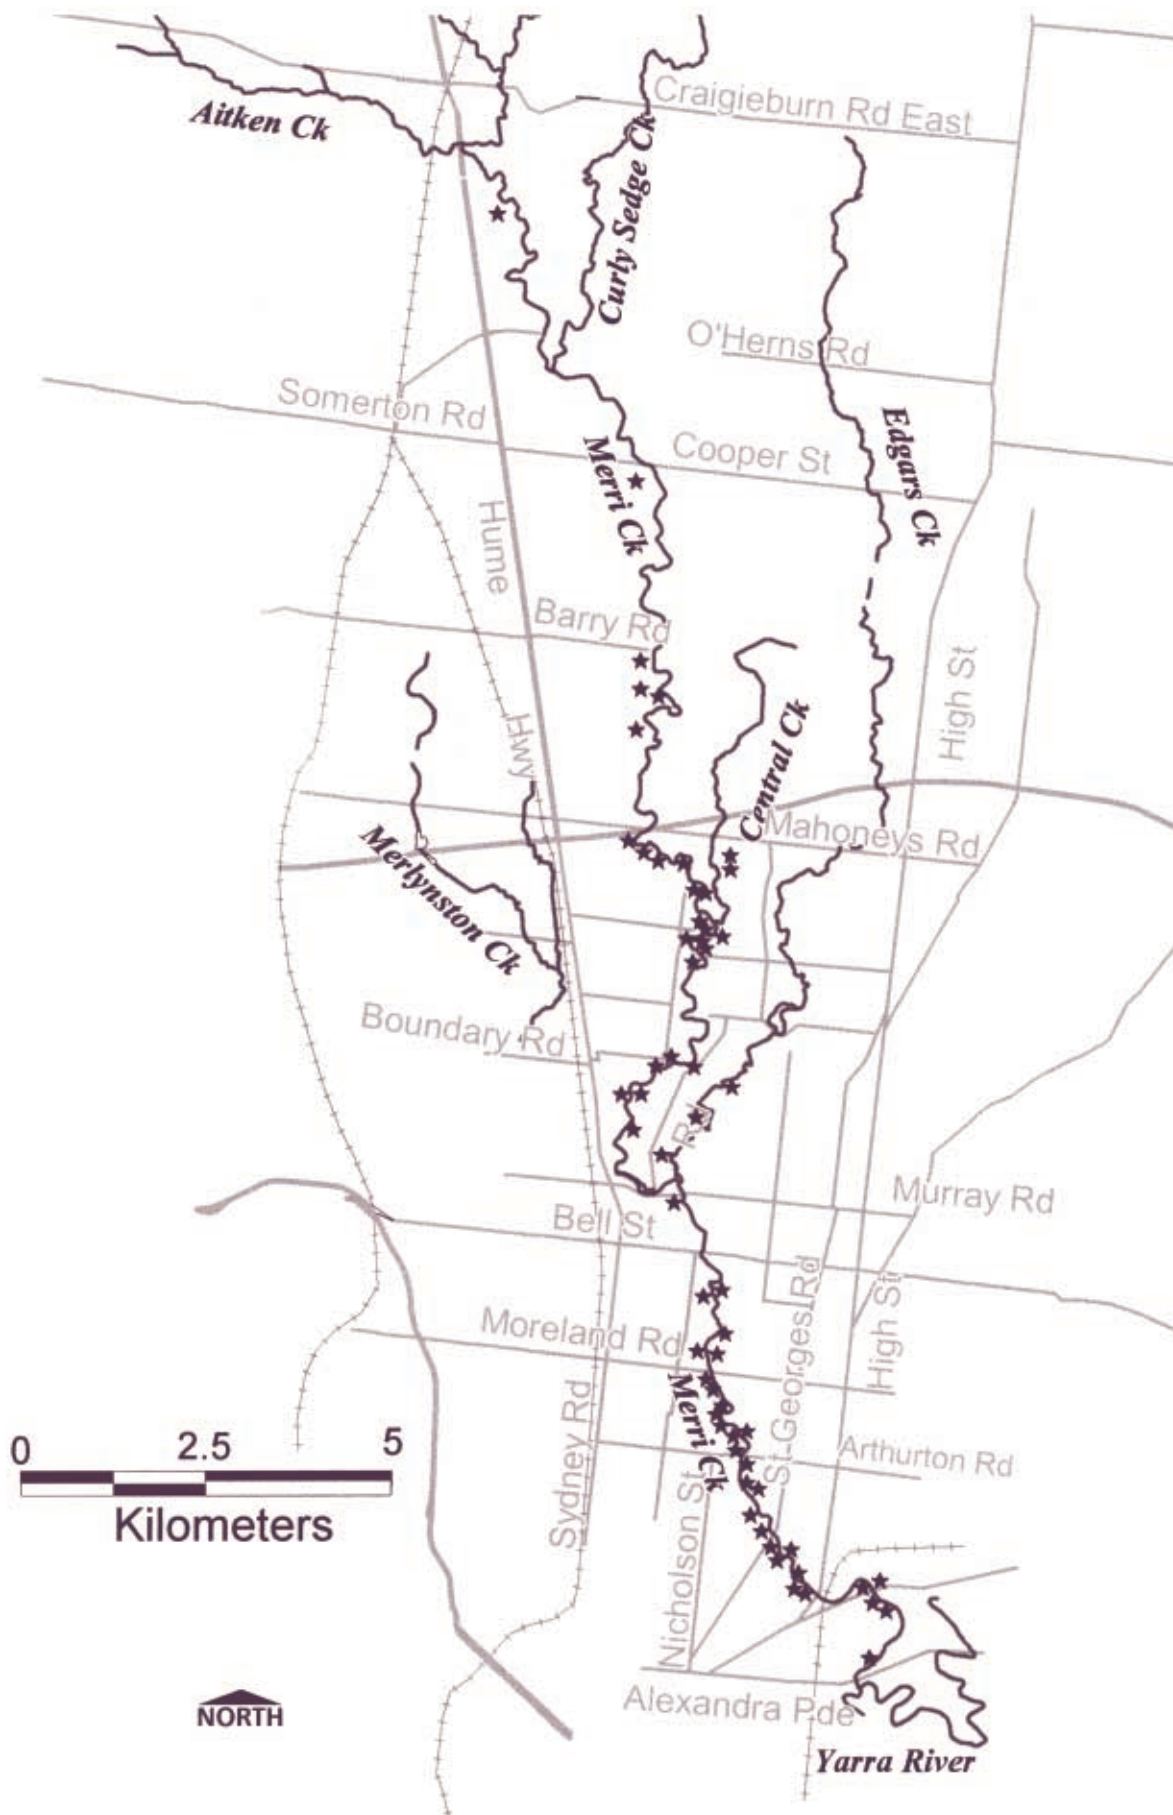 Craigieburn Rd East
Aitken Ck
Curly Sedge Ck
O'Herns Rd
Somerton Rd
Edgars Ck
Cooper St
Merri Ck
Hume
Barry Rd
High St
Hwy
Central Ck
Mahoneys Rd
Merlynston Ck
Boundary Rd
Rd
Murray Rd
Bell St
St-Georges Rd
High St
Moreland Rd
Merri Ck
Sydney Rd
Arthurton Rd
0 2.5 5
Kilometers
Nicholson St
Alexandra Pde
NORTH
Yarra River